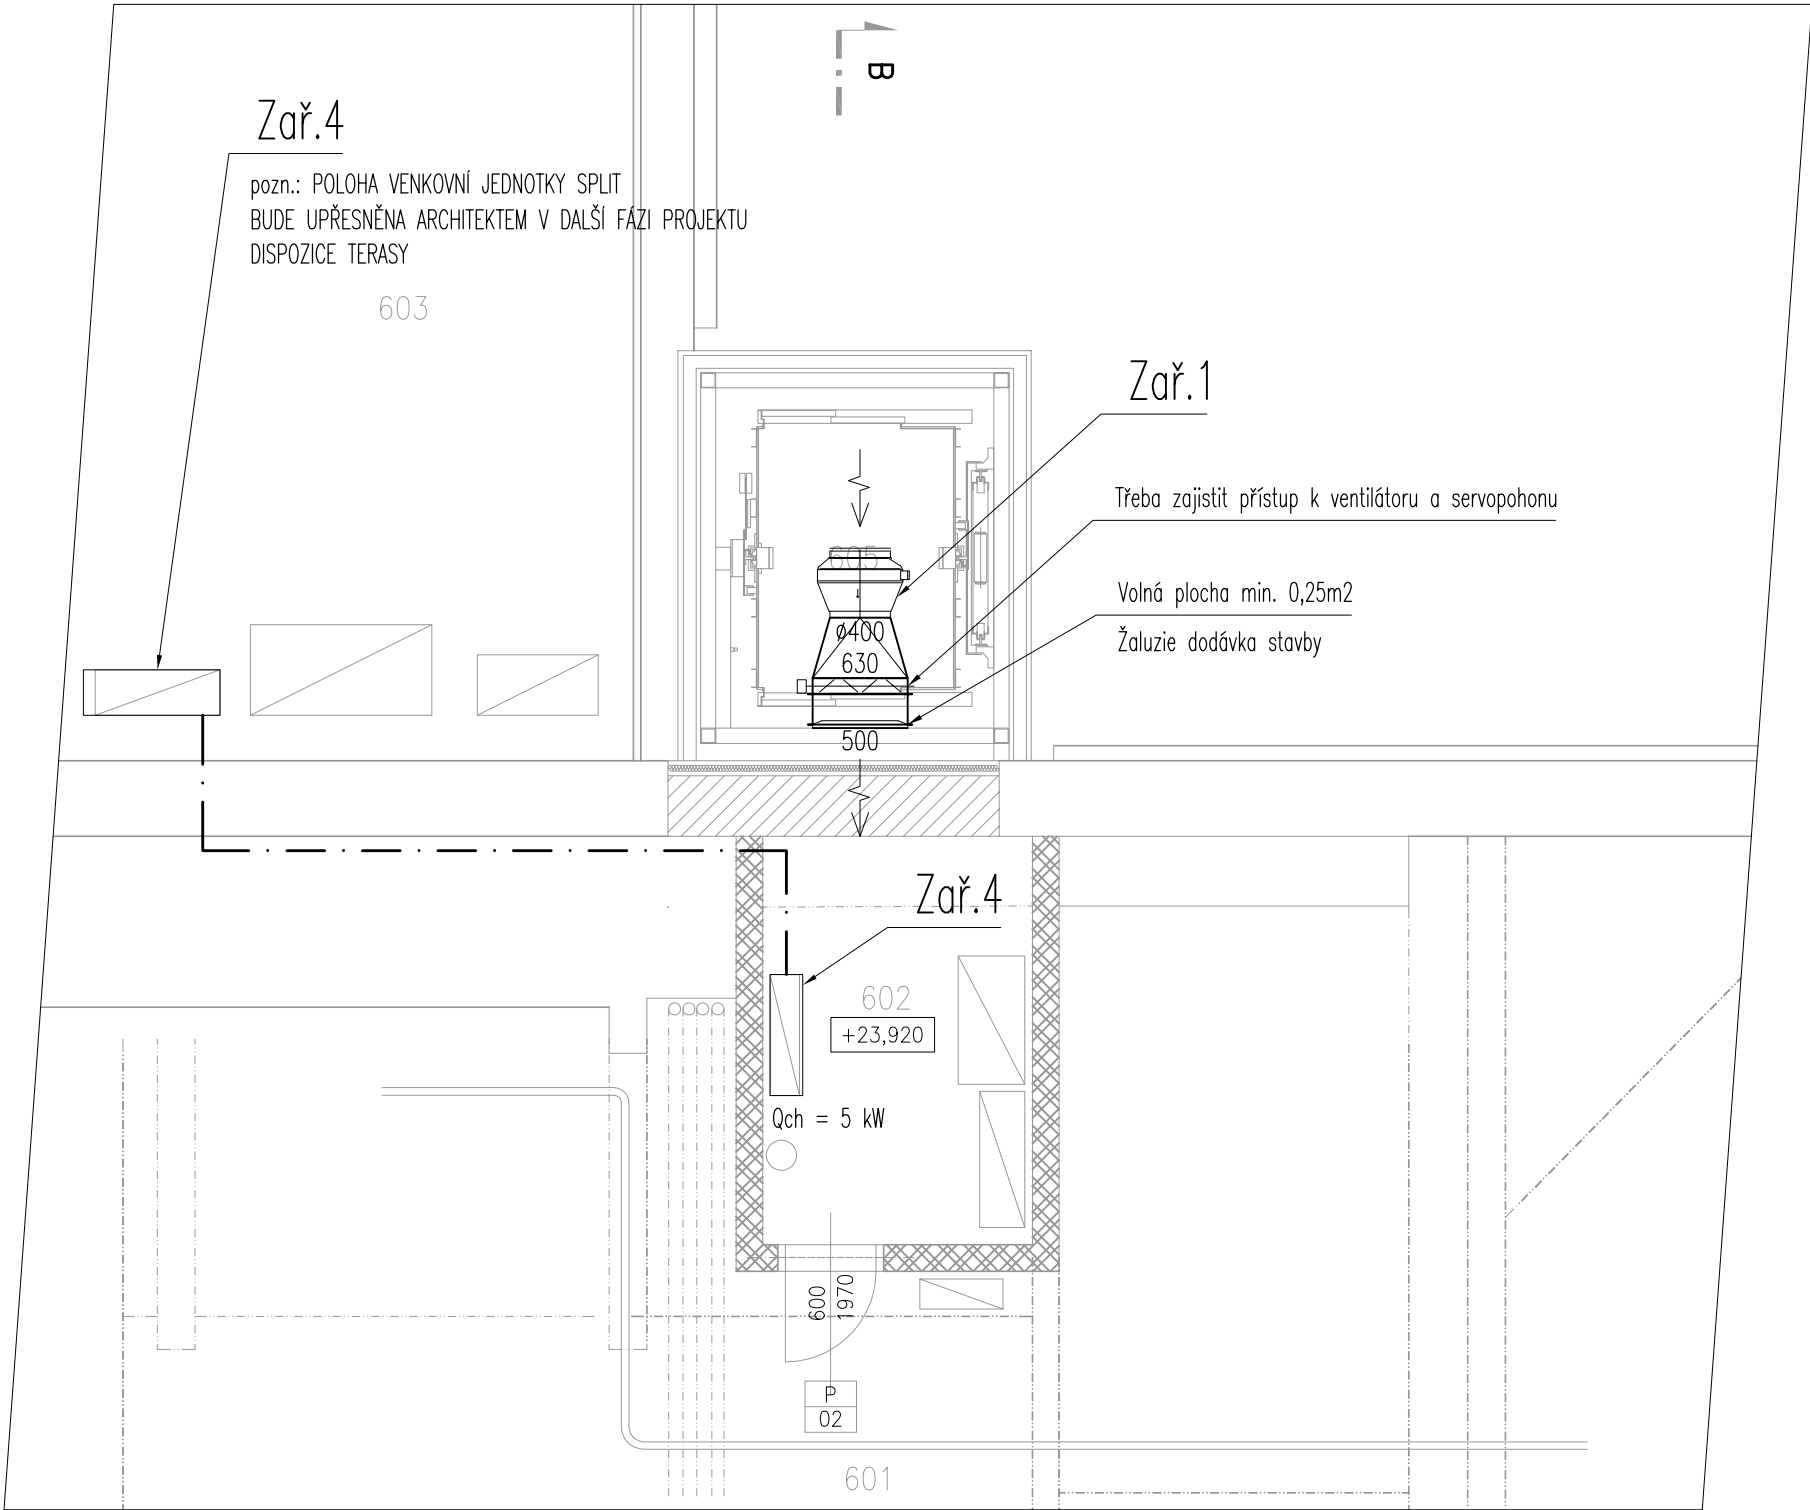 B
Zař.4
pozn.: POLOHA VENKOVNÍ JEDNOTKY SPLIT
BUDE UPŘESNĚNA ARCHITEKTEM V DALŠÍ FÁZI PROJEKTU
DISPOZICE TERASY
603
Zař.1
Třeba zajistit přístup k ventilátoru a servopohonu
605
Volná plocha min. 0,25m2
Žaluzie dodávka stavby
ø400
630
500
Zař.4
602
+23,920
Qch = 5 kW
600
1970
P
02
601